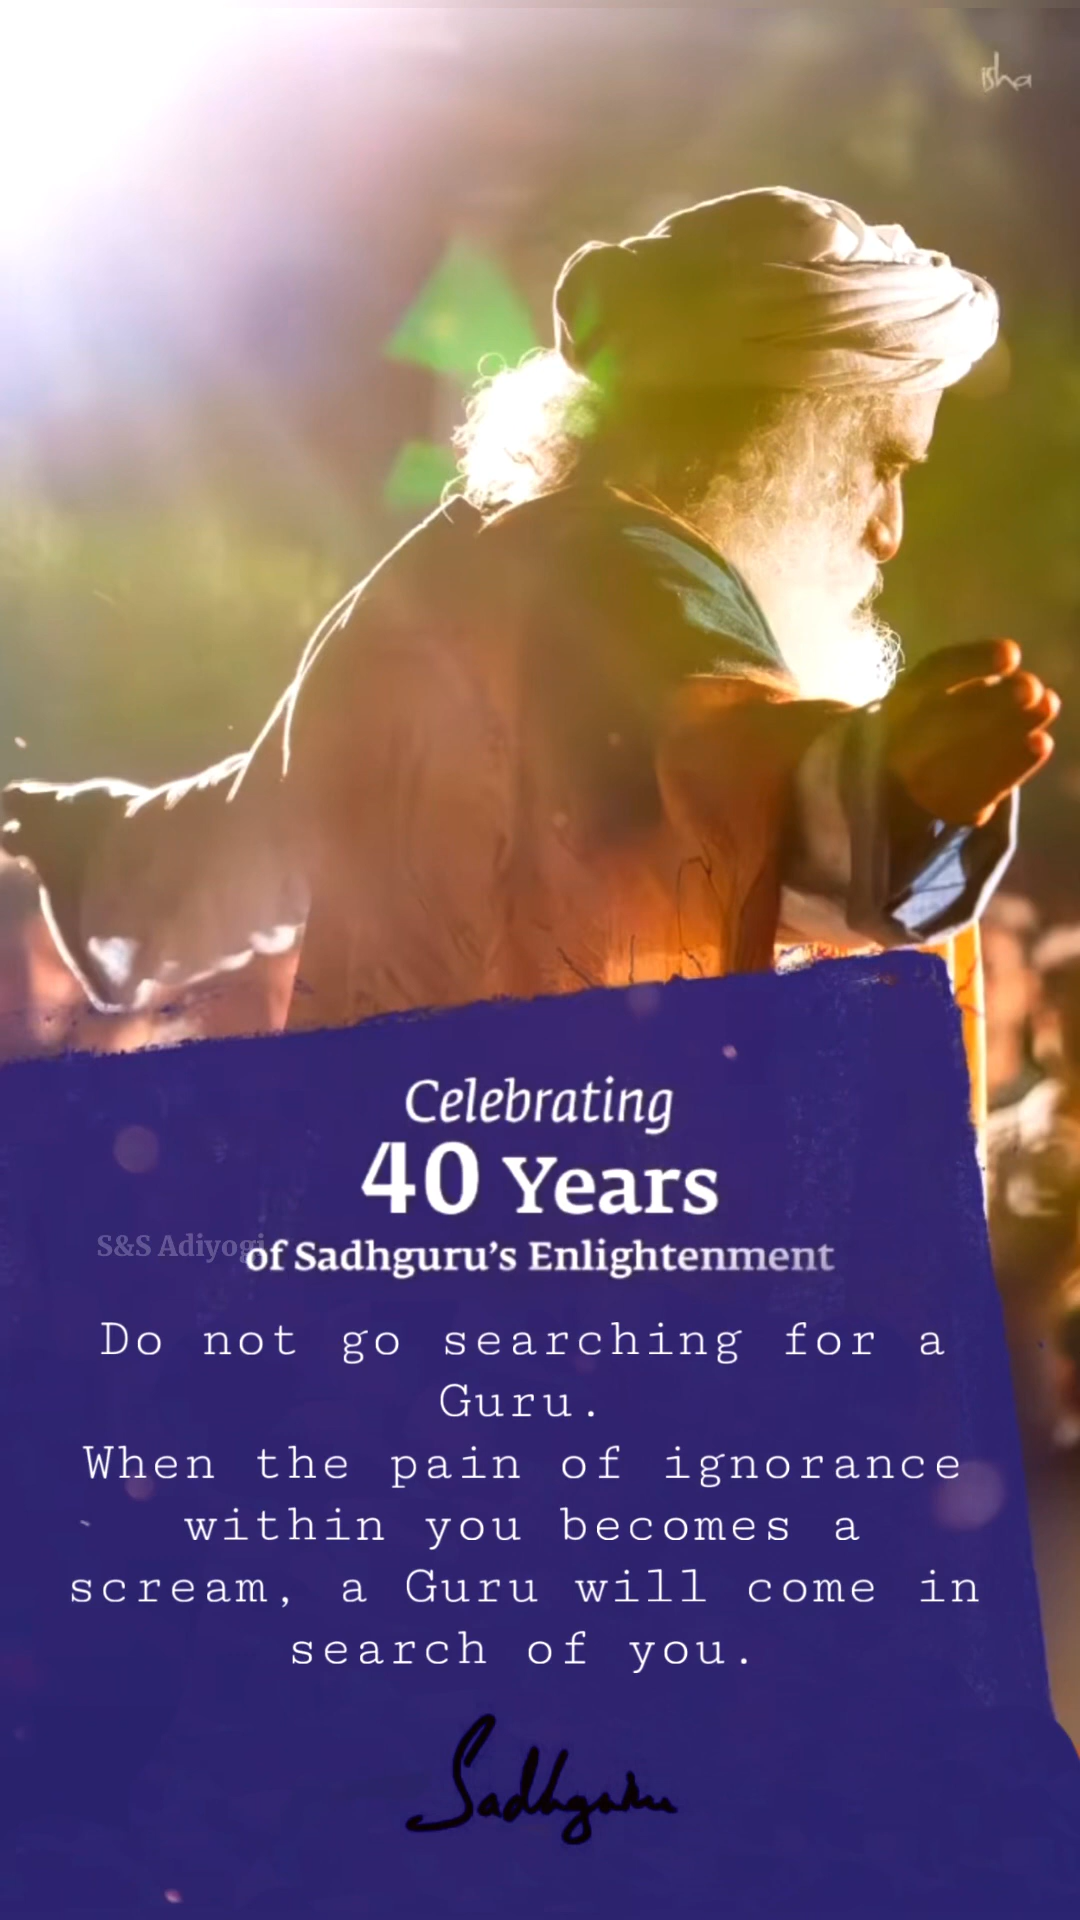 isha
Celebrating
40 Years
S&S Adiyogi
of Sadhguru’s Enlightenment
Do not go searching for a
Guru.
When the pain of ignorance
within you becomes a
scream, a Guru will come in
search of you.
Sadhguru